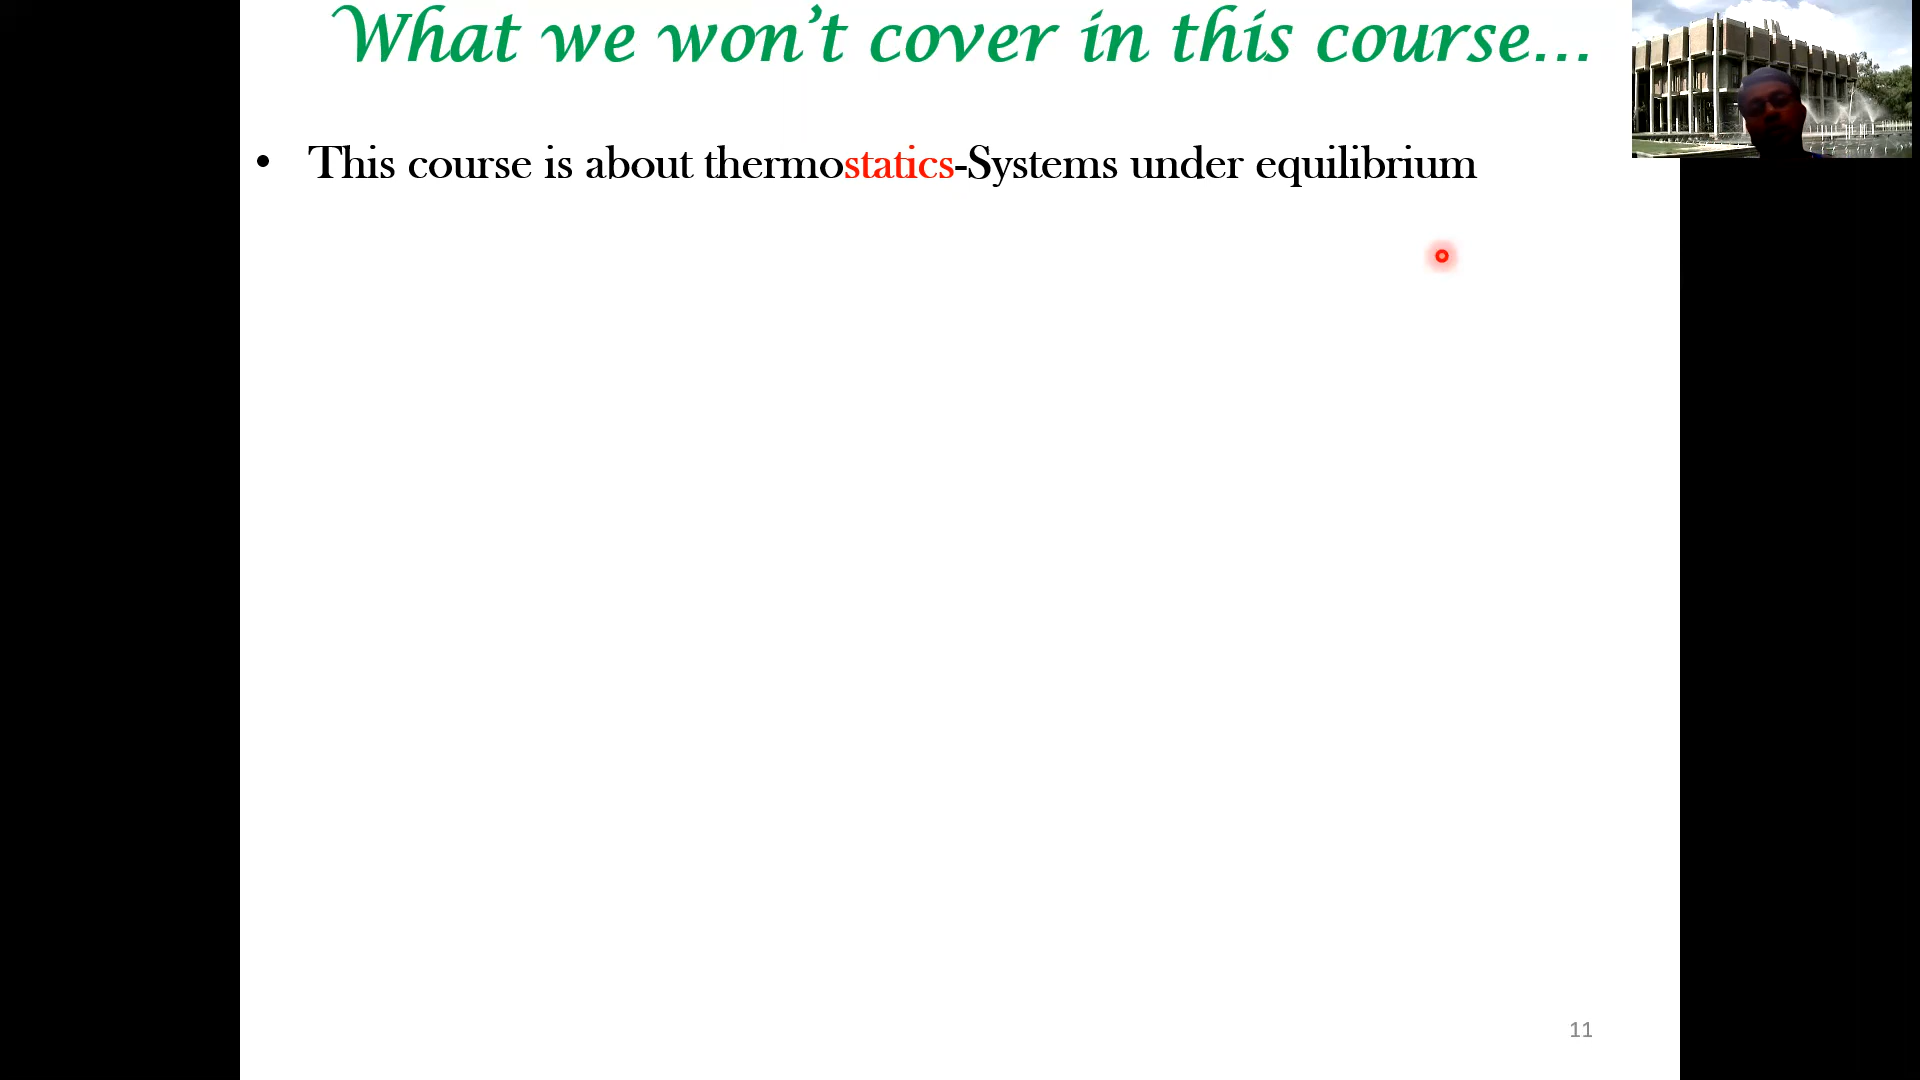 What we won’t cover in this course…
• This course is about thermostatics-Systems under equilibrium
11